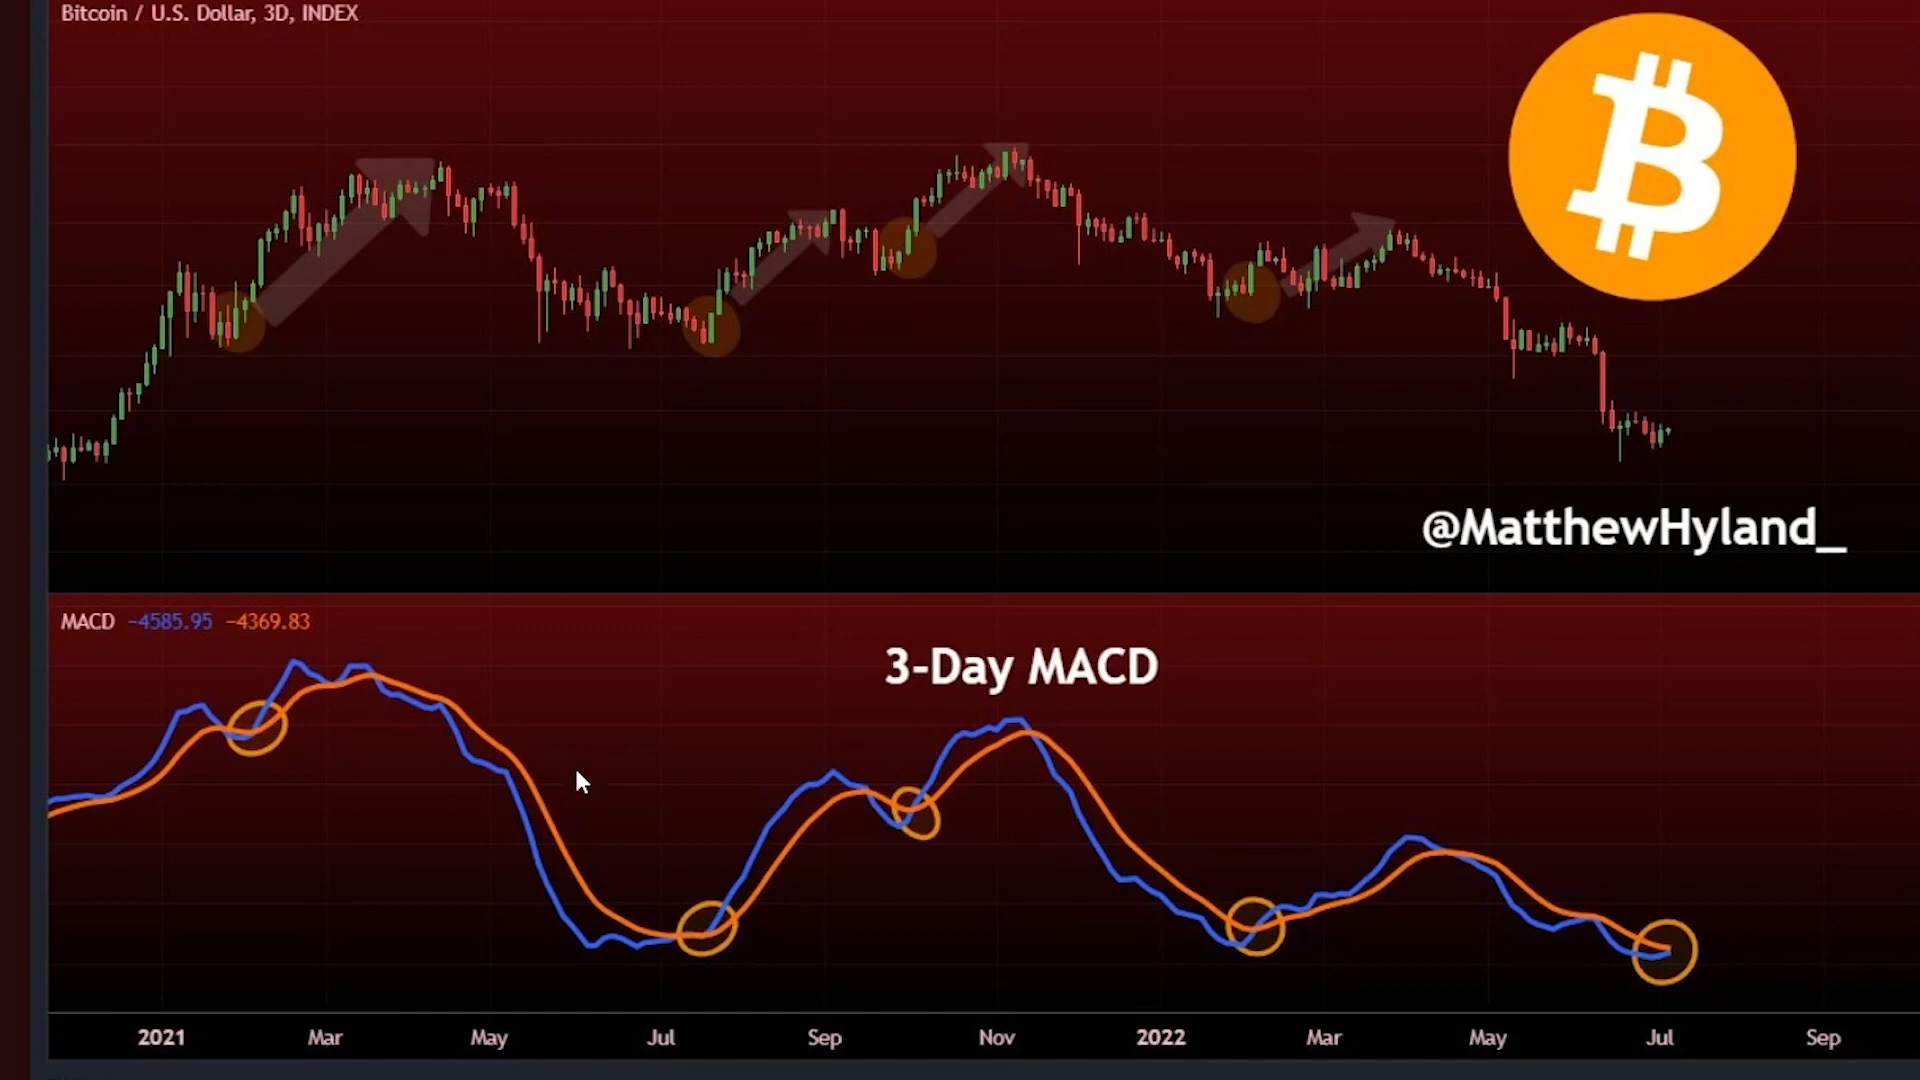 Bitcoin / U.S. Dollar, 3D, INDEX
@MatthewHyland_
MACD −4585.95 −4369.83
3-Day MACD
2021 Mar May Jul Sep Nov 2022 Mar May Jul Sep